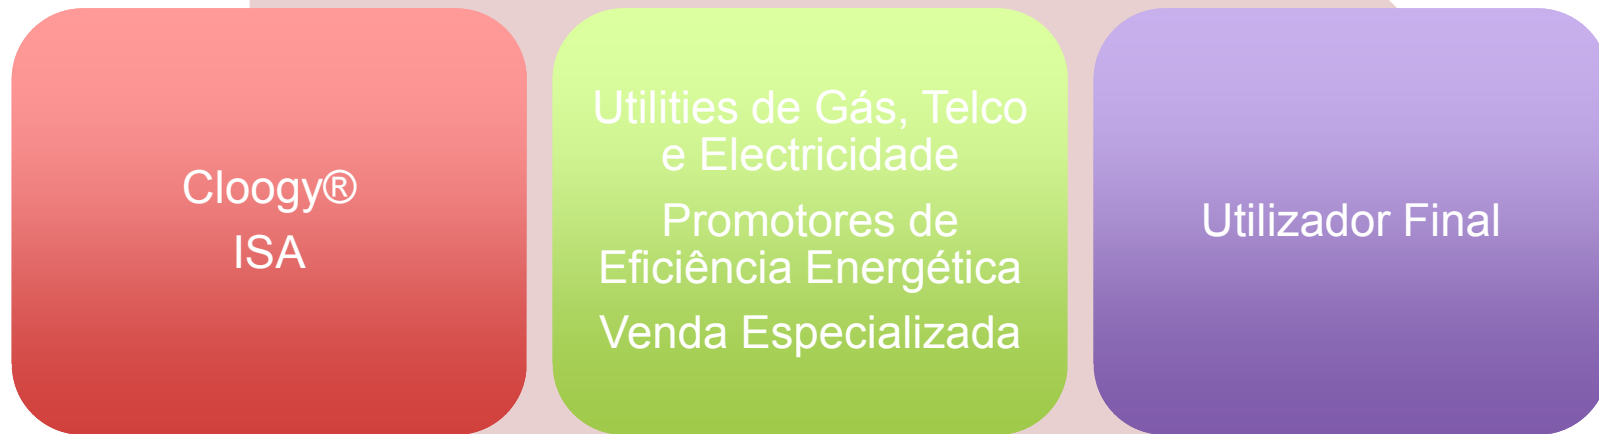 Cloogy®
ISA
Utilities de Gás, Telco
e Electricidade
Promotores de
Eficiência Energética
Venda Especializada
Utilizador Final